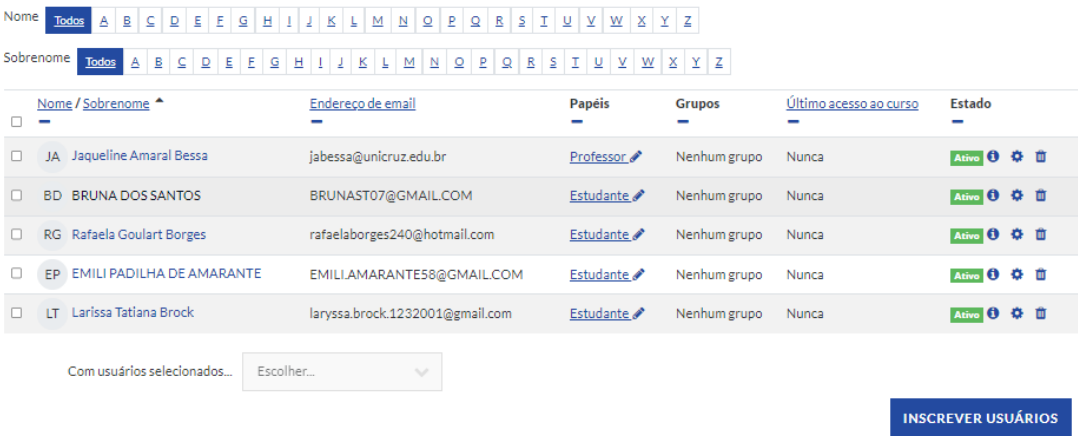 Nome Todos A B C D E F G H I J K L M N O P Q R S T U V W X Y Z
Sobrenome Todos A B C D E F G H I J K L M N O P Q R S T U V W X Y Z
Nome / Sobrenome Endereço de email Papéis Grupos Último acesso ao curso Estado
JA Jaqueline Amaral Bessa jabessa@unicruz.edu.br Professor Nenhum grupo Nunca Ativo
BD BRUNA DOS SANTOS BRUNAST07@GMAIL.COM Estudante Nenhum grupo Nunca Ativo
RG Rafaela Goulart Borges rafaelaborges240@hotmail.com Estudante Nenhum grupo Nunca Ativo
EP EMILI PADILHA DE AMARANTE EMILI.AMARANTE58@GMAIL.COM Estudante Nenhum grupo Nunca Ativo
LT Larissa Tatiana Brock laryssa.brock.1232001@gmail.com Estudante Nenhum grupo Nunca Ativo
Com usuários selecionados... Escolher...
INSCREVER USUÁRIOS